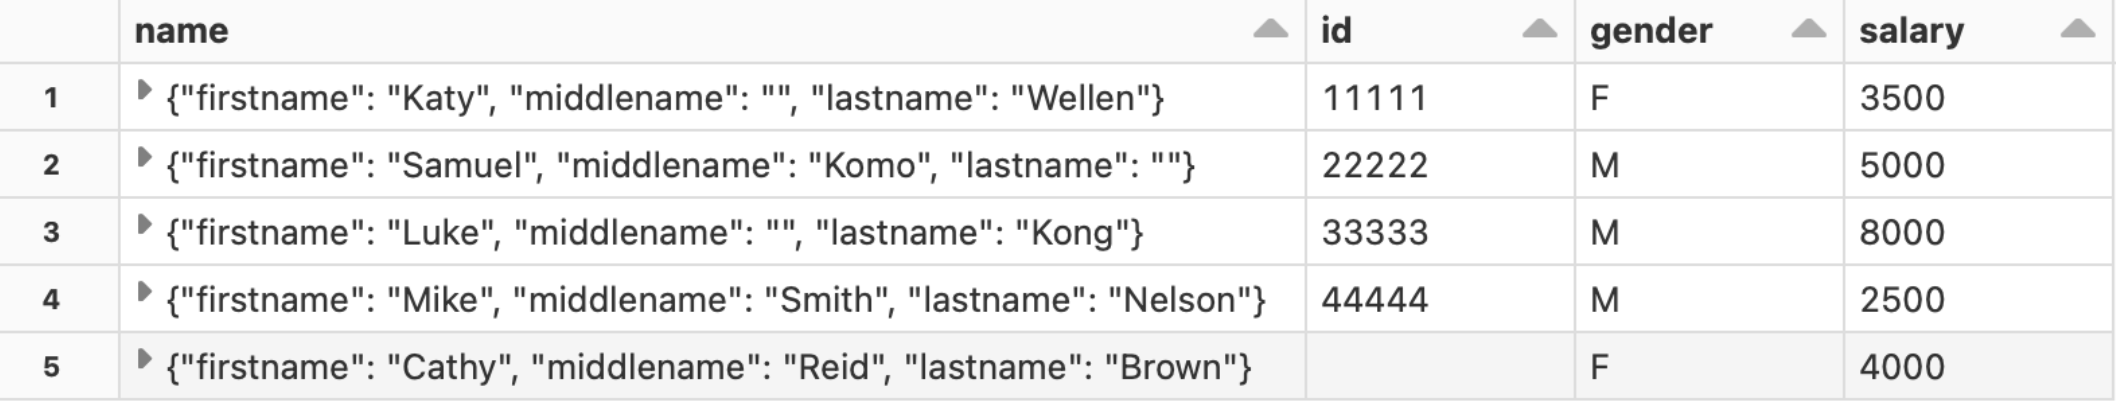 name id gender salary
1 {"firstname": "Katy", "middlename": "", "lastname": "Wellen"} 11111 F 3500
2 {"firstname": "Samuel", "middlename": "Komo", "lastname": ""} 22222 M 5000
3 {"firstname": "Luke", "middlename": "", "lastname": "Kong"} 33333 M 8000
4 {"firstname": "Mike", "middlename": "Smith", "lastname": "Nelson"} 44444 M 2500
5 {"firstname": "Cathy", "middlename": "Reid", "lastname": "Brown"} F 4000